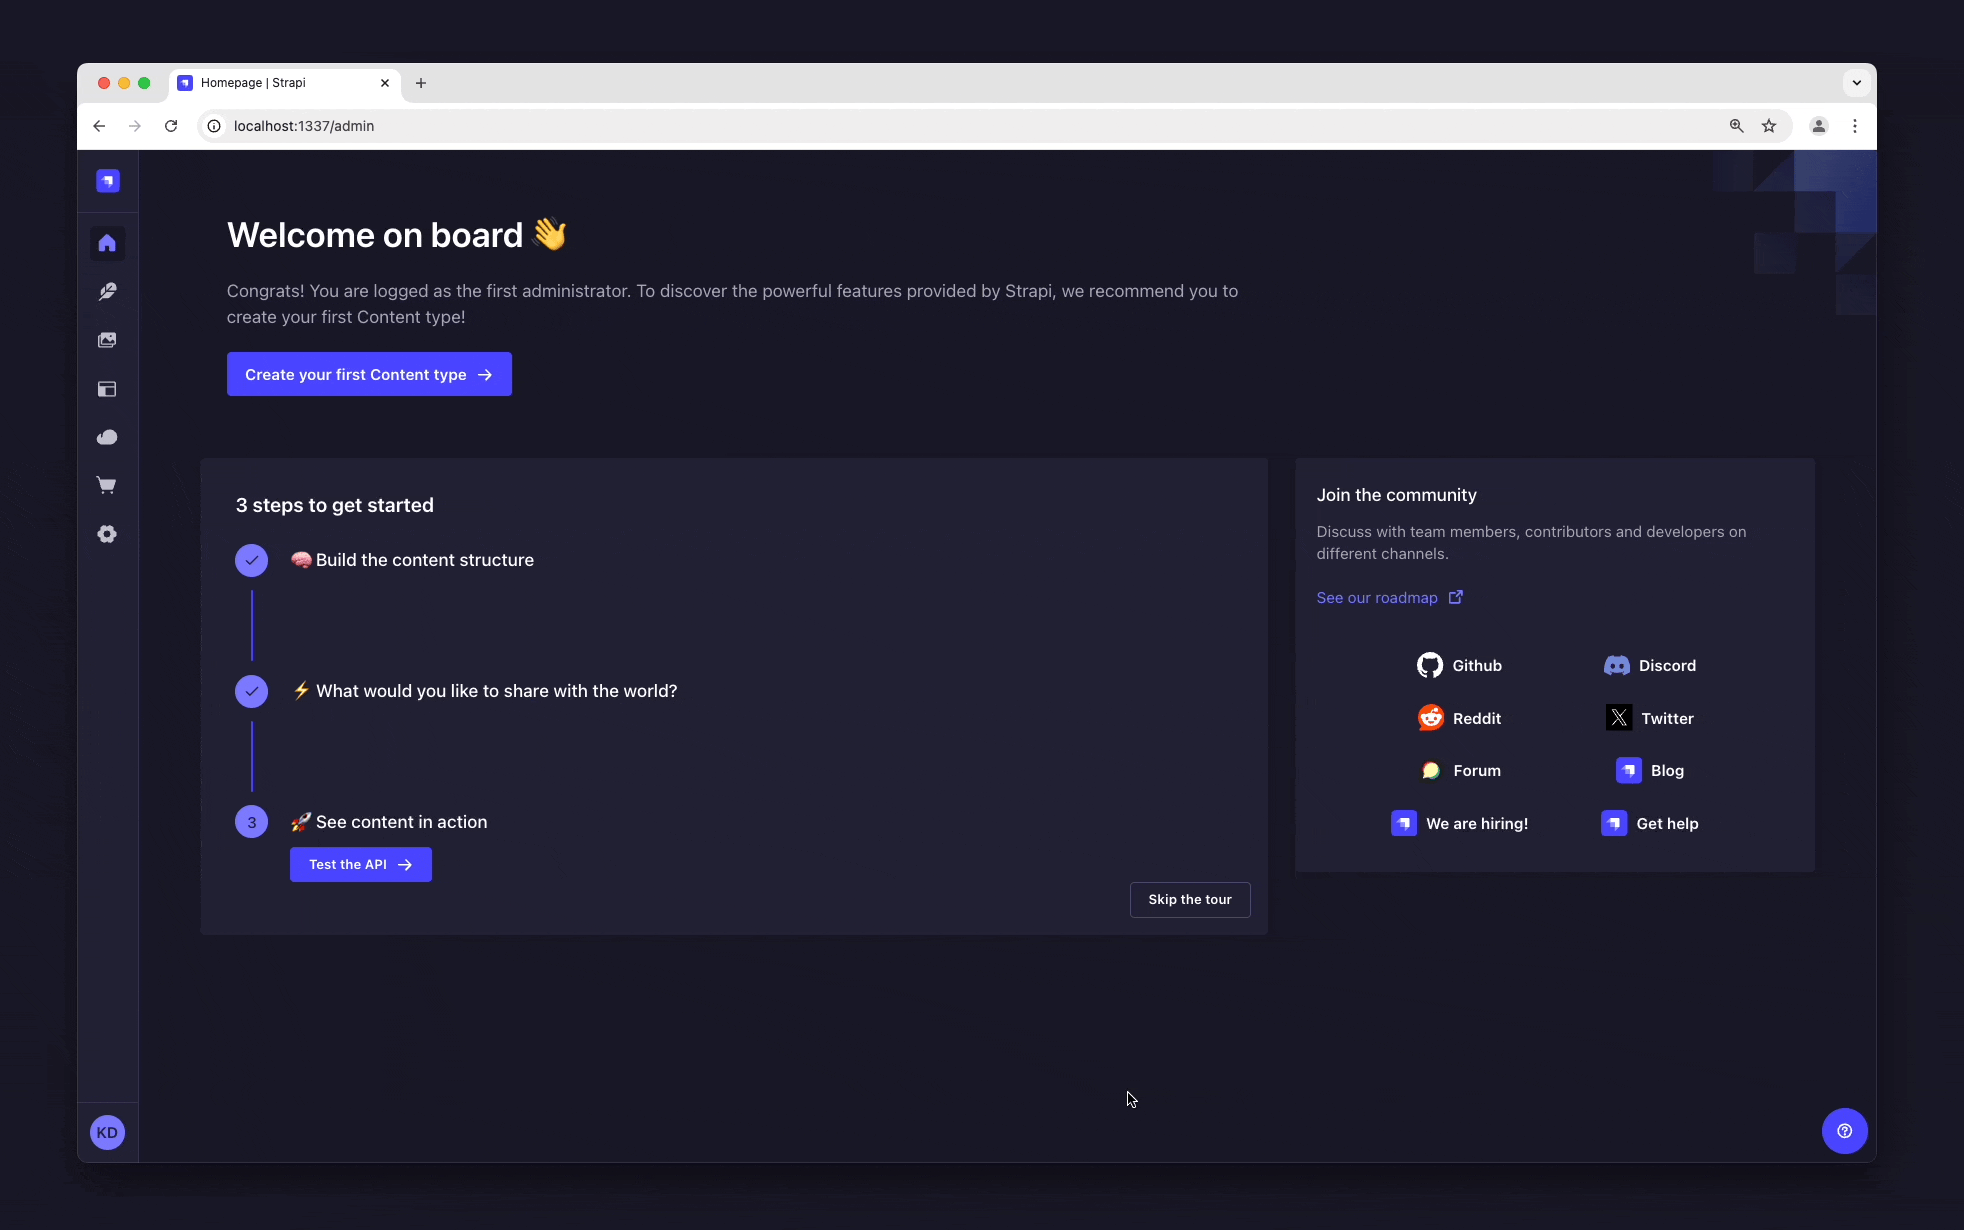 Homepage | Strapi
localhost:1337/admin
Welcome on board 👋
Congrats! You are logged as the first administrator. To discover the powerful features provided by Strapi, we recommend you to
create your first Content type!
Create your first Content type
3 steps to get started
🧠 Build the content structure
⚡ What would you like to share with the world?
3
🚀 See content in action
Test the API
Skip the tour
Join the community
Discuss with team members, contributors and developers on
different channels.
See our roadmap
Github
Discord
Reddit
Twitter
Forum
Blog
We are hiring!
Get help
KD